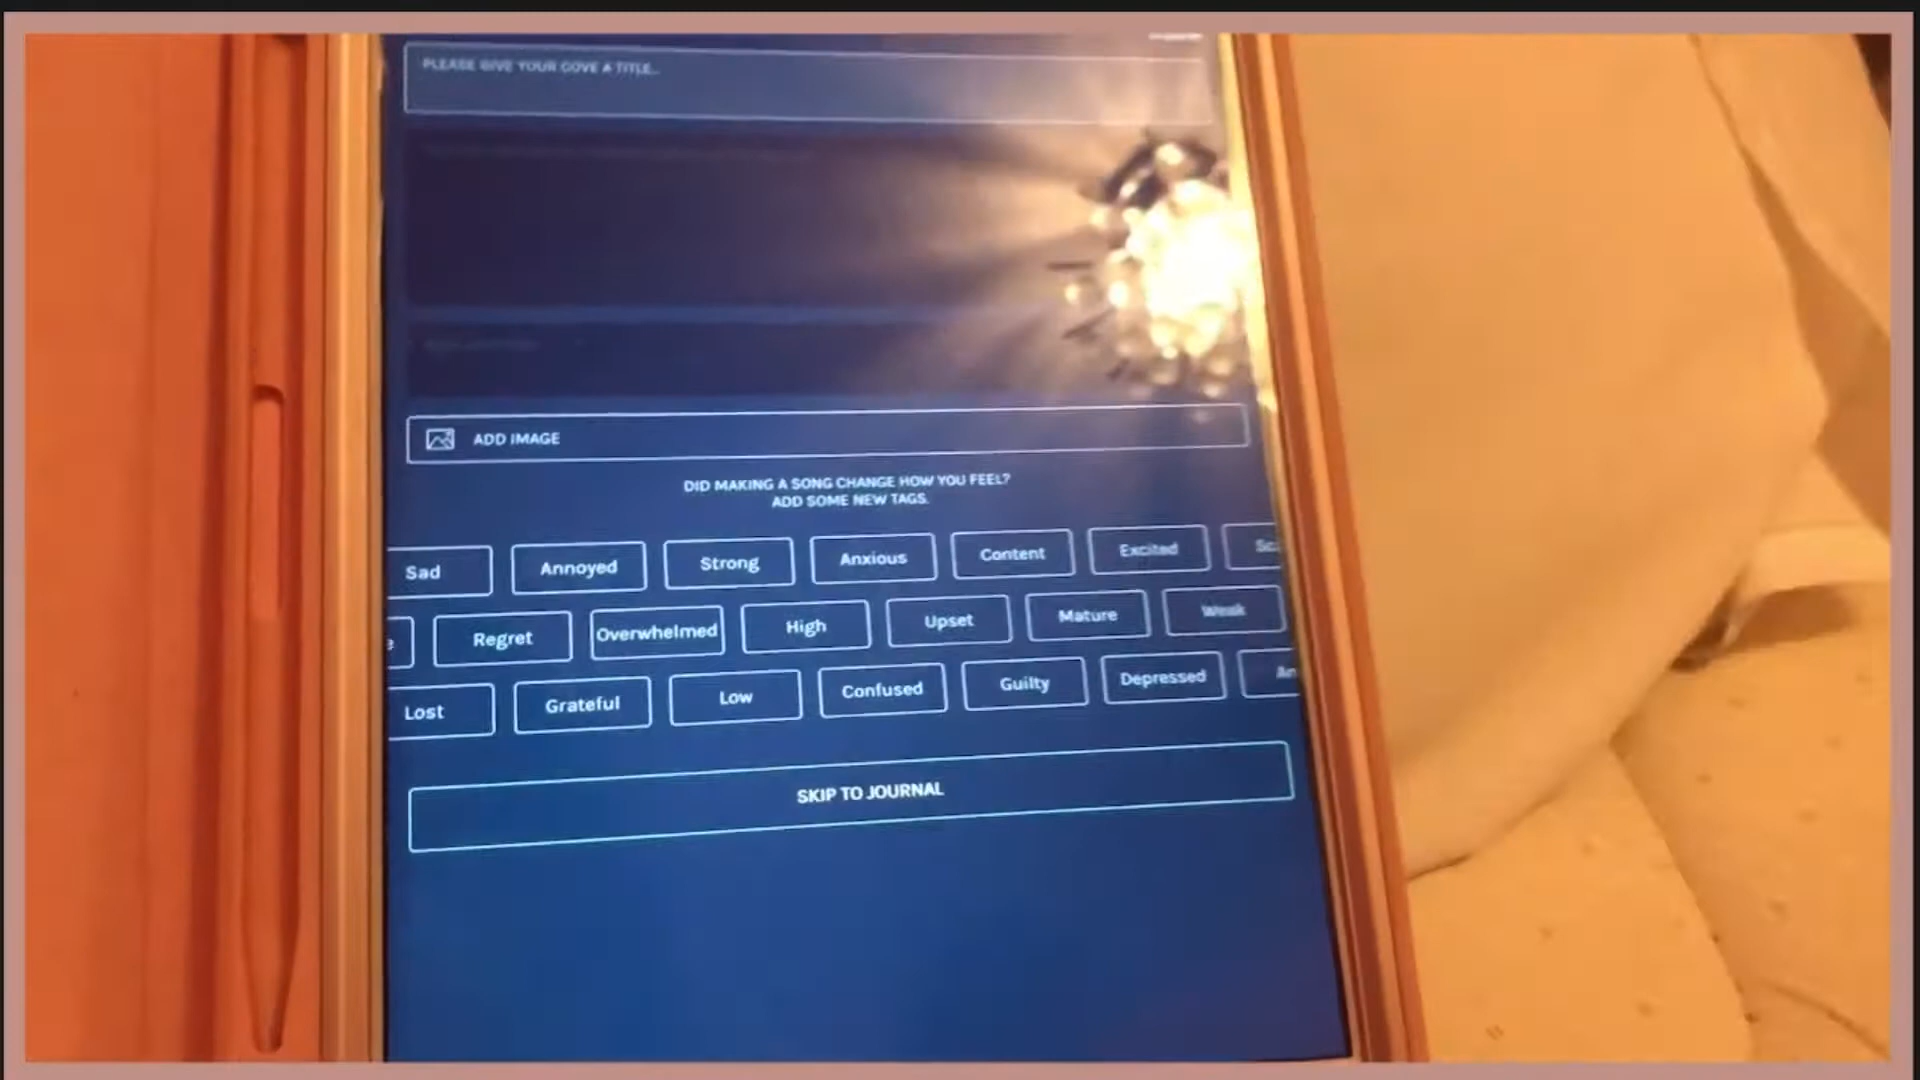 PLEASE GIVE YOUR COVE A TITLE...
ADD IMAGE
DID MAKING A SONG CHANGE HOW YOU FEEL?
ADD SOME NEW TAGS.
Sad Annoyed Strong Anxious Content Excited Sc
e Regret Overwhelmed High Upset Mature Weak
Lost Grateful Low Confused Guilty Depressed An
SKIP TO JOURNAL